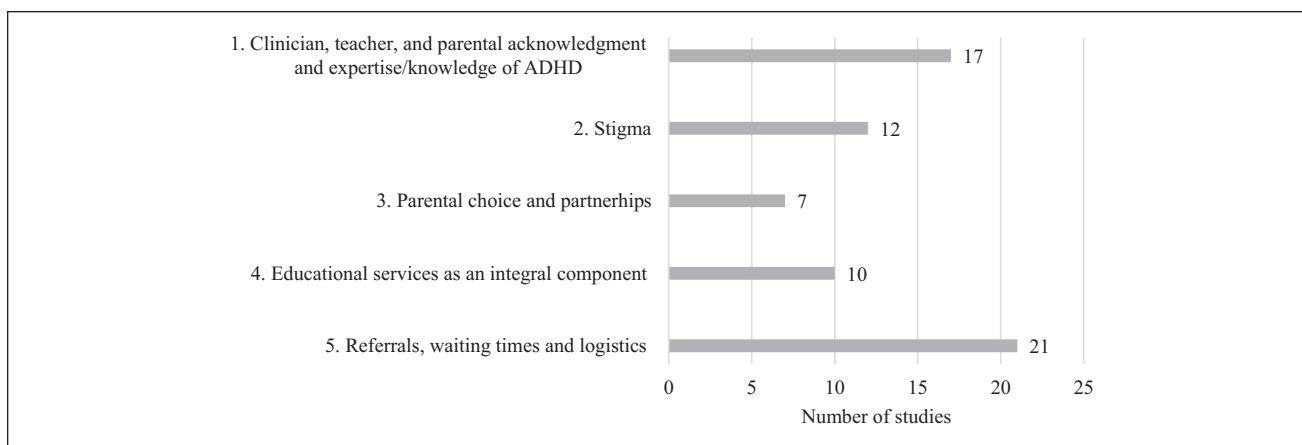 1. Clinician, teacher, and parental acknowledgment
and expertise/knowledge of ADHD
17
2. Stigma
12
3. Parental choice and partnerhips
7
4. Educational services as an integral component
10
5. Referrals, waiting times and logistics
21
0 5 10 15 20 25
Number of studies